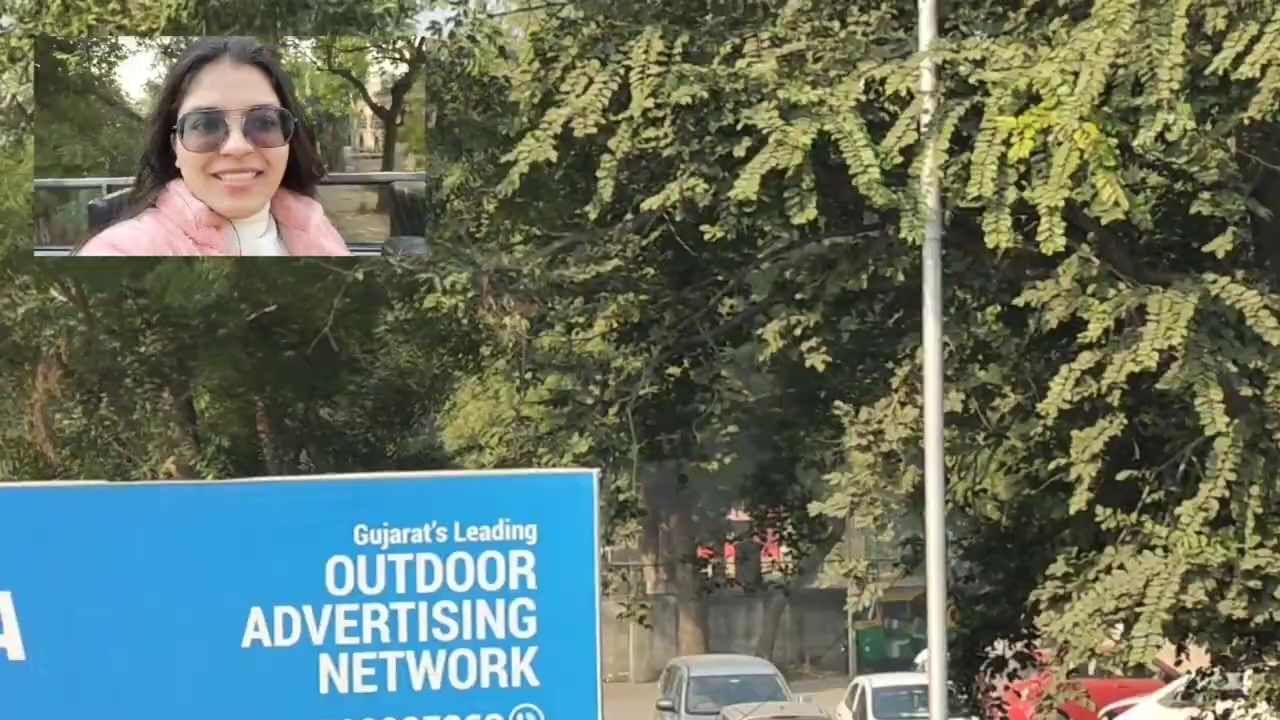 Gujarat's Leading
OUTDOOR
ADVERTISING
NETWORK
A